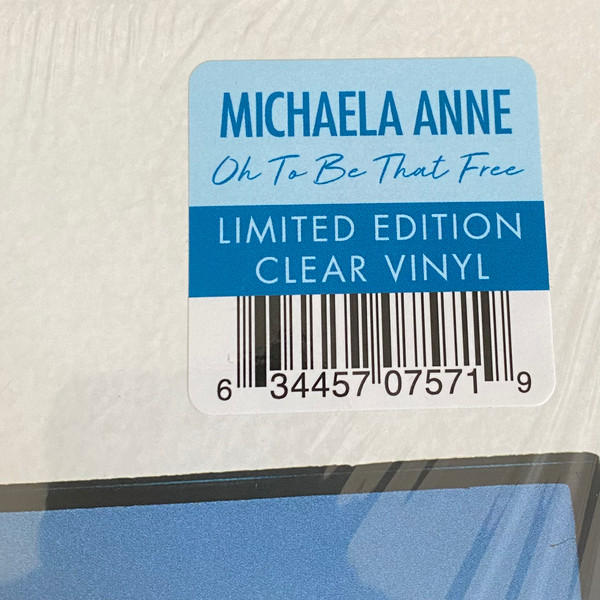 MICHAELA ANNE
Oh To Be That Free
LIMITED EDITION
CLEAR VINYL
6 34457 07571 9